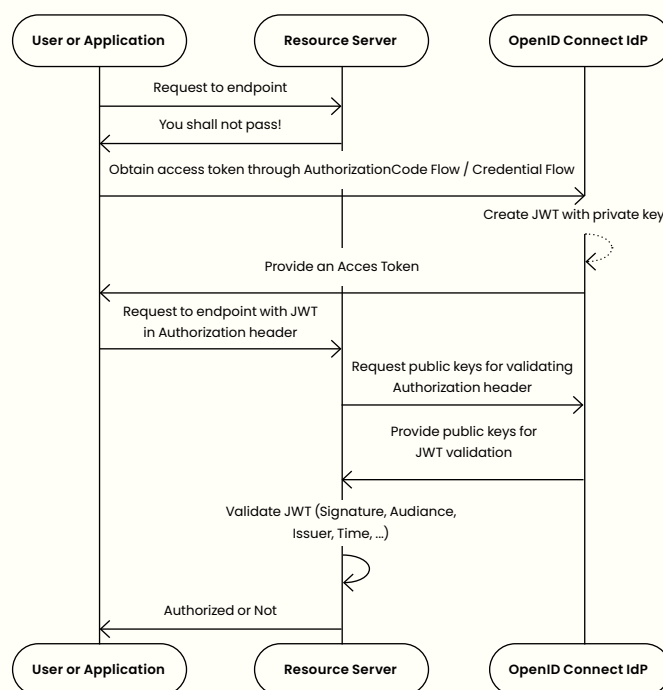 User or Application
Resource Server
OpenID Connect IdP
Request to endpoint
You shall not pass!
Obtain access token through AuthorizationCode Flow / Credential Flow
Create JWT with private key
Provide an Acces Token
Request to endpoint with JWT
in Authorization header
Request public keys for validating
Authorization header
Provide public keys for
JWT validation
Validate JWT (Signature, Audiance,
Issuer, Time, ...)
Authorized or Not
User or Application
Resource Server
OpenID Connect IdP